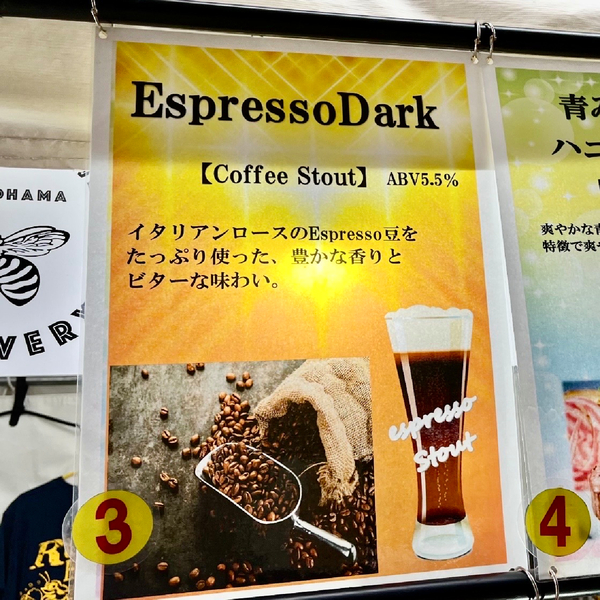 EspressoDark
【Coffee Stout】 ABV5.5%
イタリアンロースのEspresso豆を
たっぷり使った、豊かな香りと
ビターな味わい。
espresso
Stout
3
OHAMA
VER
青み
ハニ
爽やかな青
特徴で爽や
4